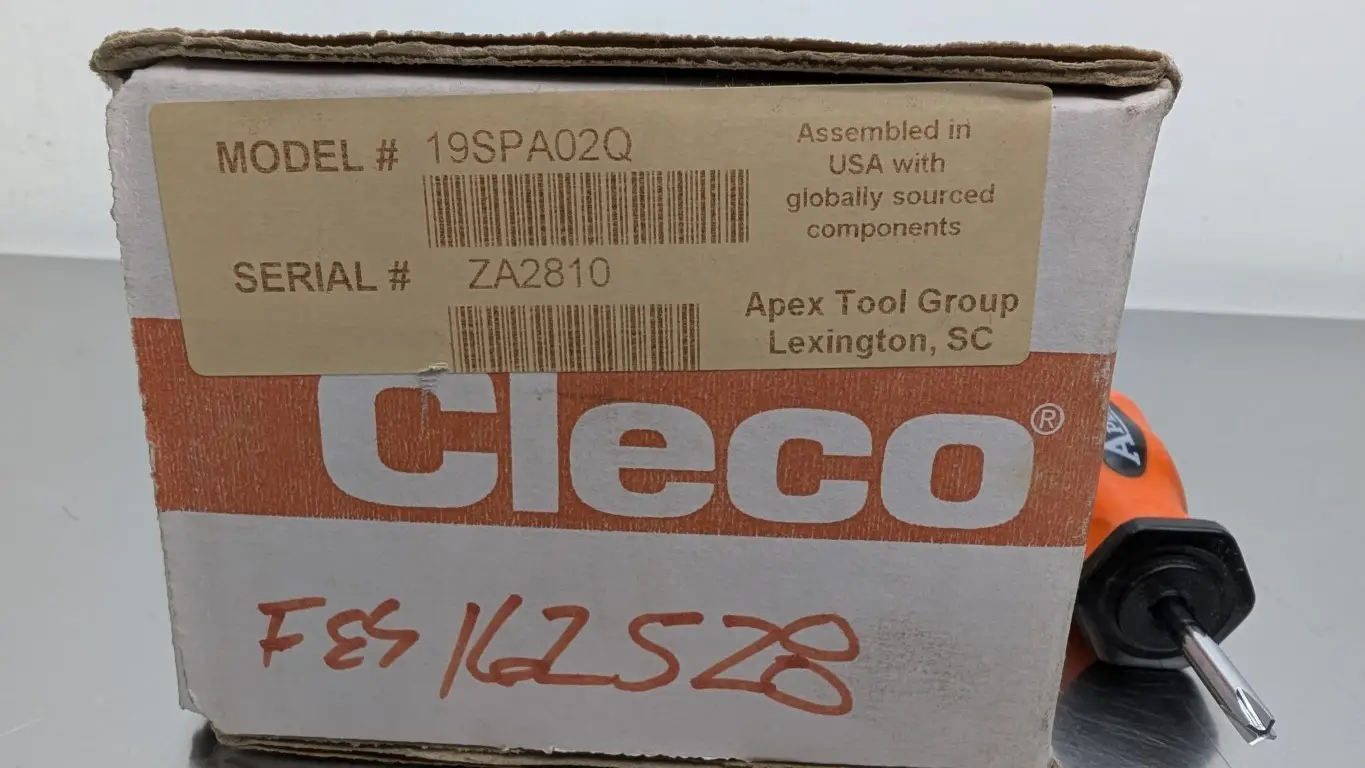 MODEL # 19SPA02Q
SERIAL # ZA2810
Assembled in
USA with
globally sourced
components
Apex Tool Group
Lexington, SC
Cleco®
FES 162528